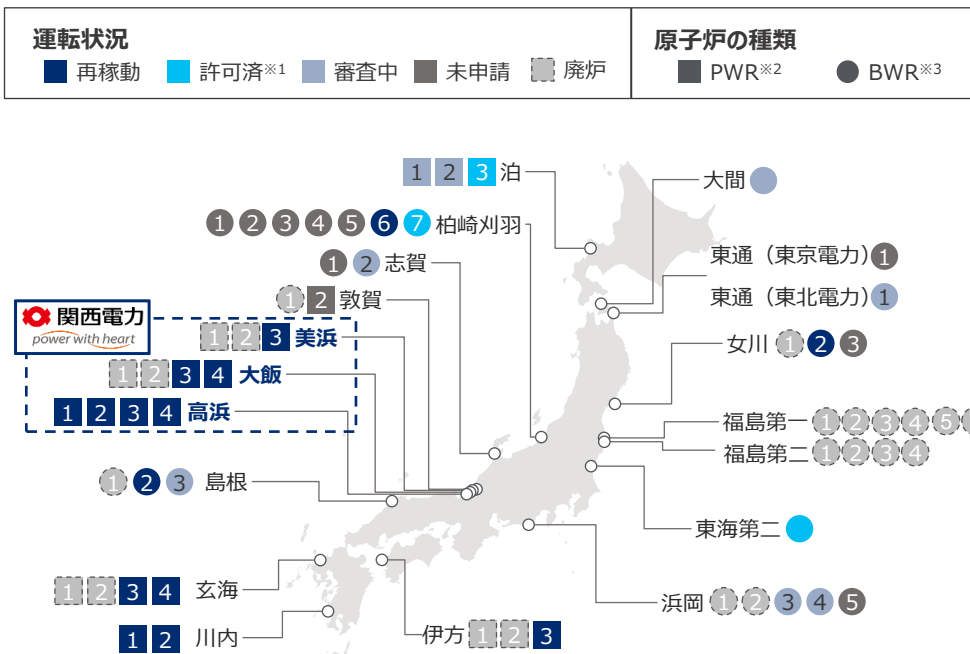 運転状況
再稼動 許可済※1 審査中 未申請 廃炉
原子炉の種類
PWR※2 BWR※3
1 2 3 泊
大間
1 2 3 4 5 6 7 柏崎刈羽
東通（東京電力） 1
1 2 志賀
東通（東北電力） 1
1 2 敦賀
関西電力
power with heart
1 2 3 美浜
女川 1 2 3
1 2 3 4 大飯
1 2 3 4 高浜
福島第一 1 2 3 4 5
福島第二 1 2 3 4
1 2 3 島根
東海第二
1 2 3 4 玄海
浜岡 1 2 3 4 5
1 2 川内
伊方 1 2 3